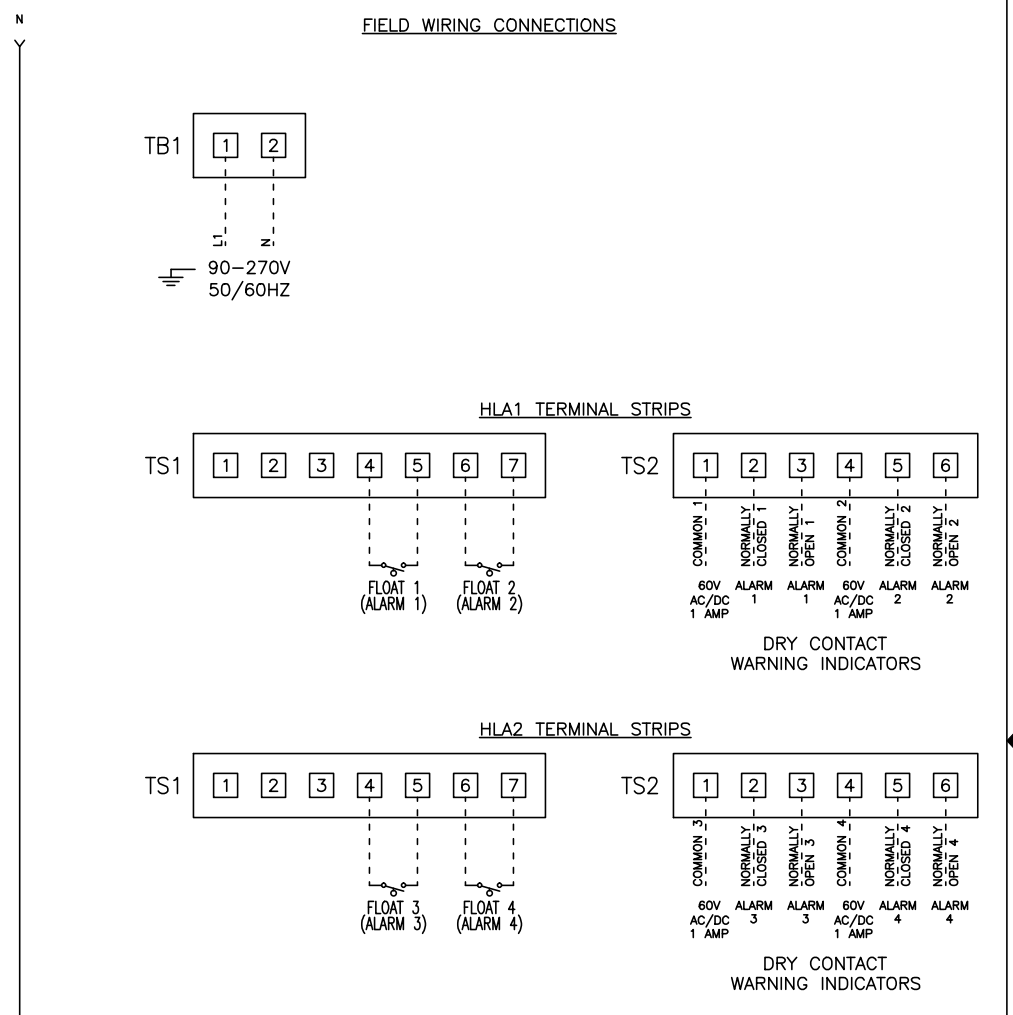 N
FIELD WIRING CONNECTIONS
TB1
1 2
L1 N
90-270V
50/60HZ
HLA1 TERMINAL STRIPS
TS1 1 2 3 4 5 6 7
FLOAT 1
(ALARM 1)
FLOAT 2
(ALARM 2)
TS2 1 2 3 4 5 6
COMMON 1
NORMALLY
CLOSED 1
NORMALLY
OPEN 1
COMMON 2
NORMALLY
CLOSED 2
NORMALLY
OPEN 2
60V
AC/DC
1 AMP
ALARM
1
ALARM
1
60V
AC/DC
1 AMP
ALARM
2
ALARM
2
DRY CONTACT
WARNING INDICATORS
HLA2 TERMINAL STRIPS
TS1 1 2 3 4 5 6 7
FLOAT 3
(ALARM 3)
FLOAT 4
(ALARM 4)
TS2 1 2 3 4 5 6
COMMON 3
NORMALLY
CLOSED 3
NORMALLY
OPEN 3
COMMON 4
NORMALLY
CLOSED 4
NORMALLY
OPEN 4
60V
AC/DC
1 AMP
ALARM
3
ALARM
3
60V
AC/DC
1 AMP
ALARM
4
ALARM
4
DRY CONTACT
WARNING INDICATORS